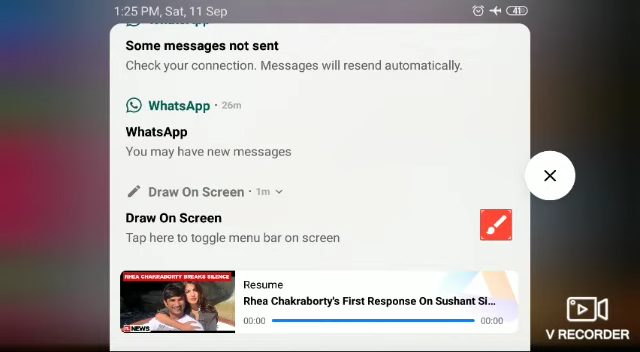 1:25 PM, Sat, 11 Sep
41
WhatsApp
Some messages not sent
Check your connection. Messages will resend automatically.
WhatsApp · 26m
WhatsApp
You may have new messages
Draw On Screen · 1m
Draw On Screen
Tap here to toggle menu bar on screen
RHEA CHAKRABORTY BREAKS SILENCE
NEWS
Resume
Rhea Chakraborty's First Response On Sushant Si...
00:00
00:00
V RECORDER